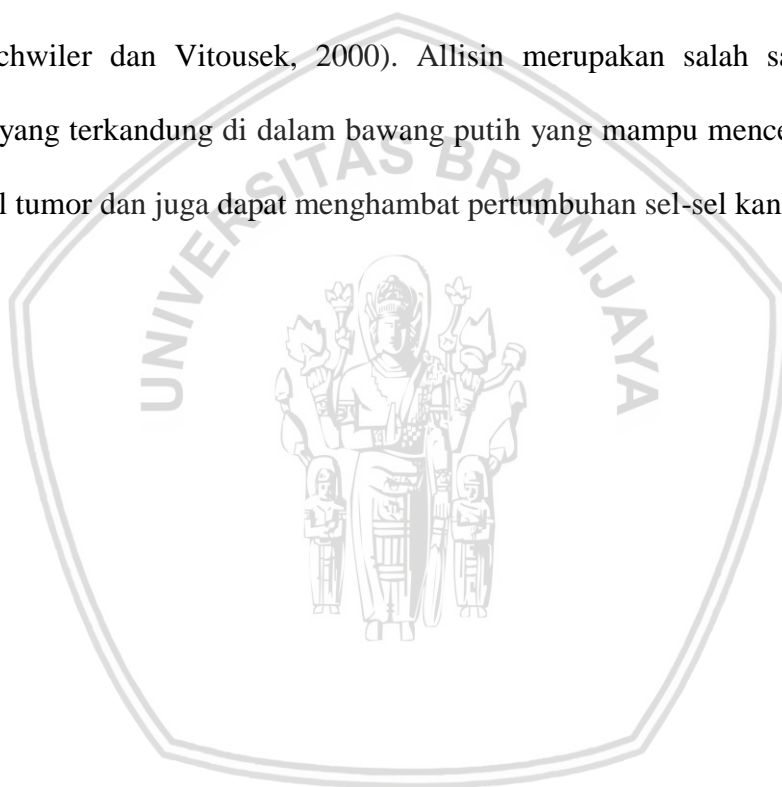 chwiler dan Vitousek, 2000). Allisin merupakan salah sa
yang terkandung di dalam bawang putih yang mampu mence
l tumor dan juga dapat menghambat pertumbuhan sel-sel kan
UNIVERSITAS BRAWIJAYA